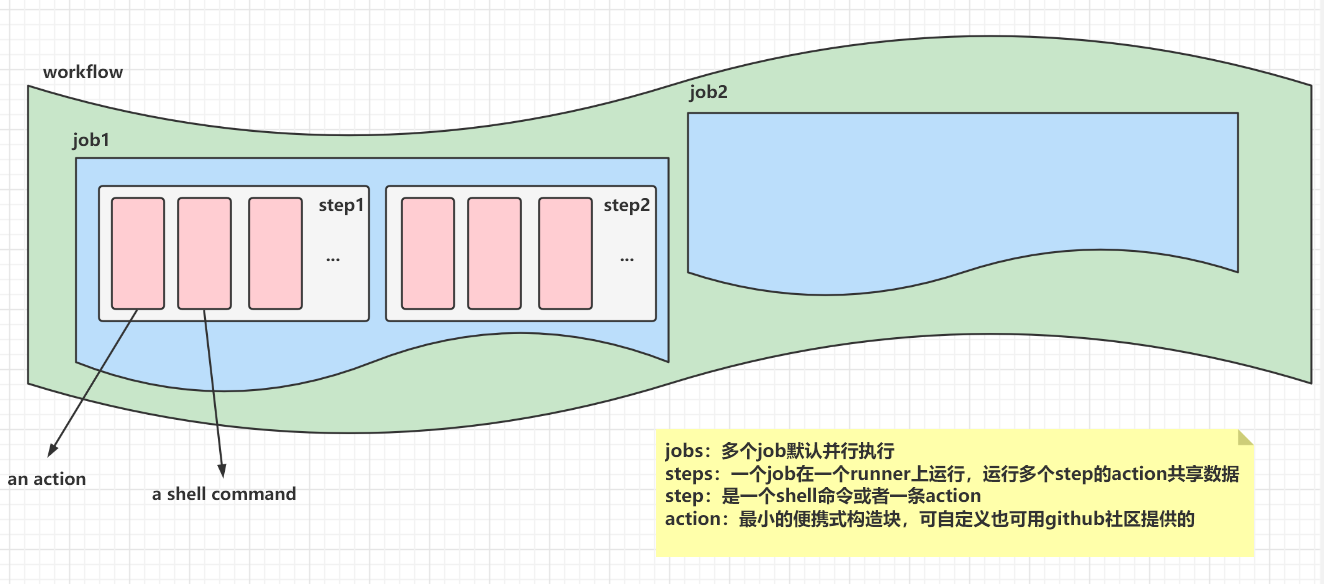 workflow
job2
job1
step1
step2
...
...
an action
a shell command
jobs：多个job默认并行执行
steps：一个job在一个runner上运行，运行多个step的action共享数据
step：是一个shell命令或者一条action
action：最小的便携式构造块，可自定义也可用github社区提供的